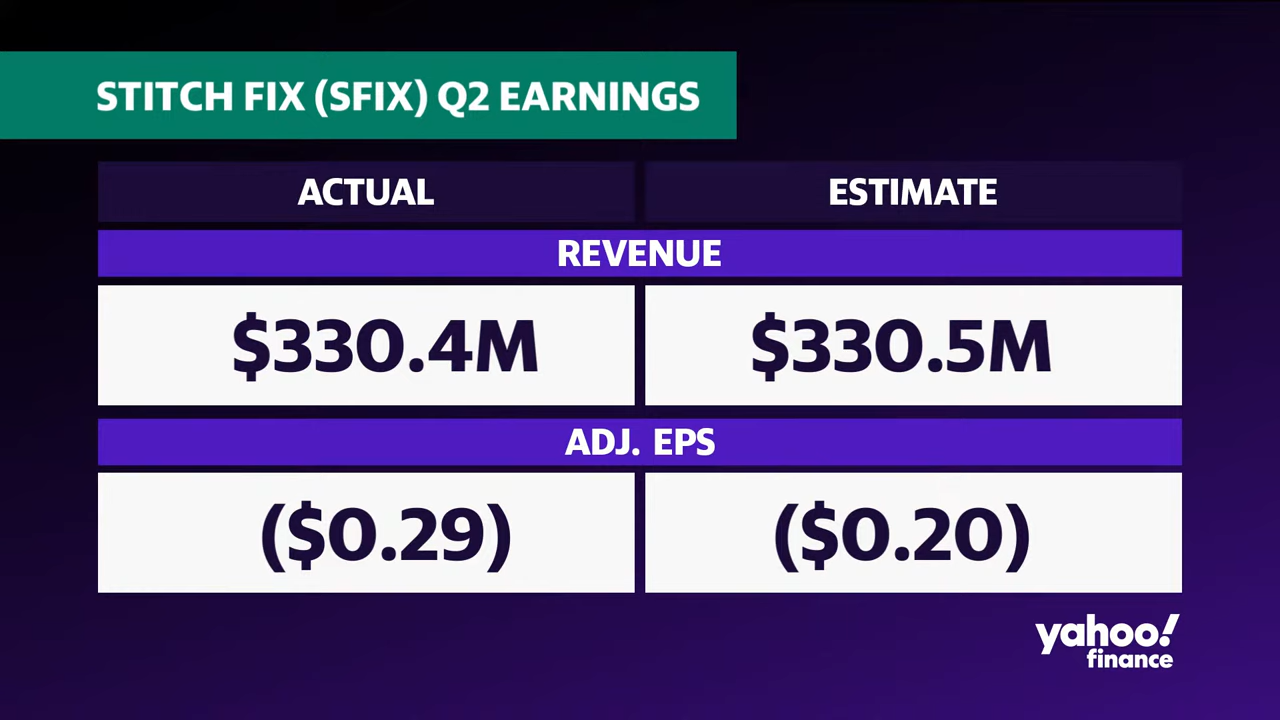 STITCH FIX (SFIX) Q2 EARNINGS
ACTUAL ESTIMATE
REVENUE
$330.4M $330.5M
ADJ. EPS
($0.29) ($0.20)
yahoo!
finance